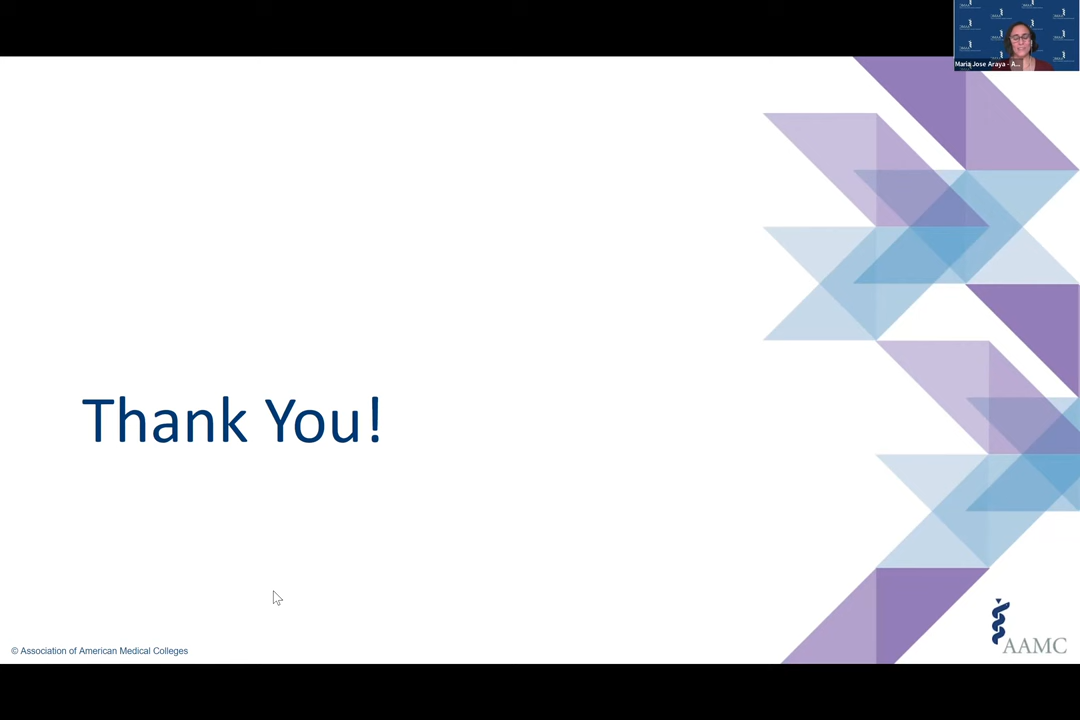 Maria Jose Araya - A...
Thank You!
© Association of American Medical Colleges
AAMC